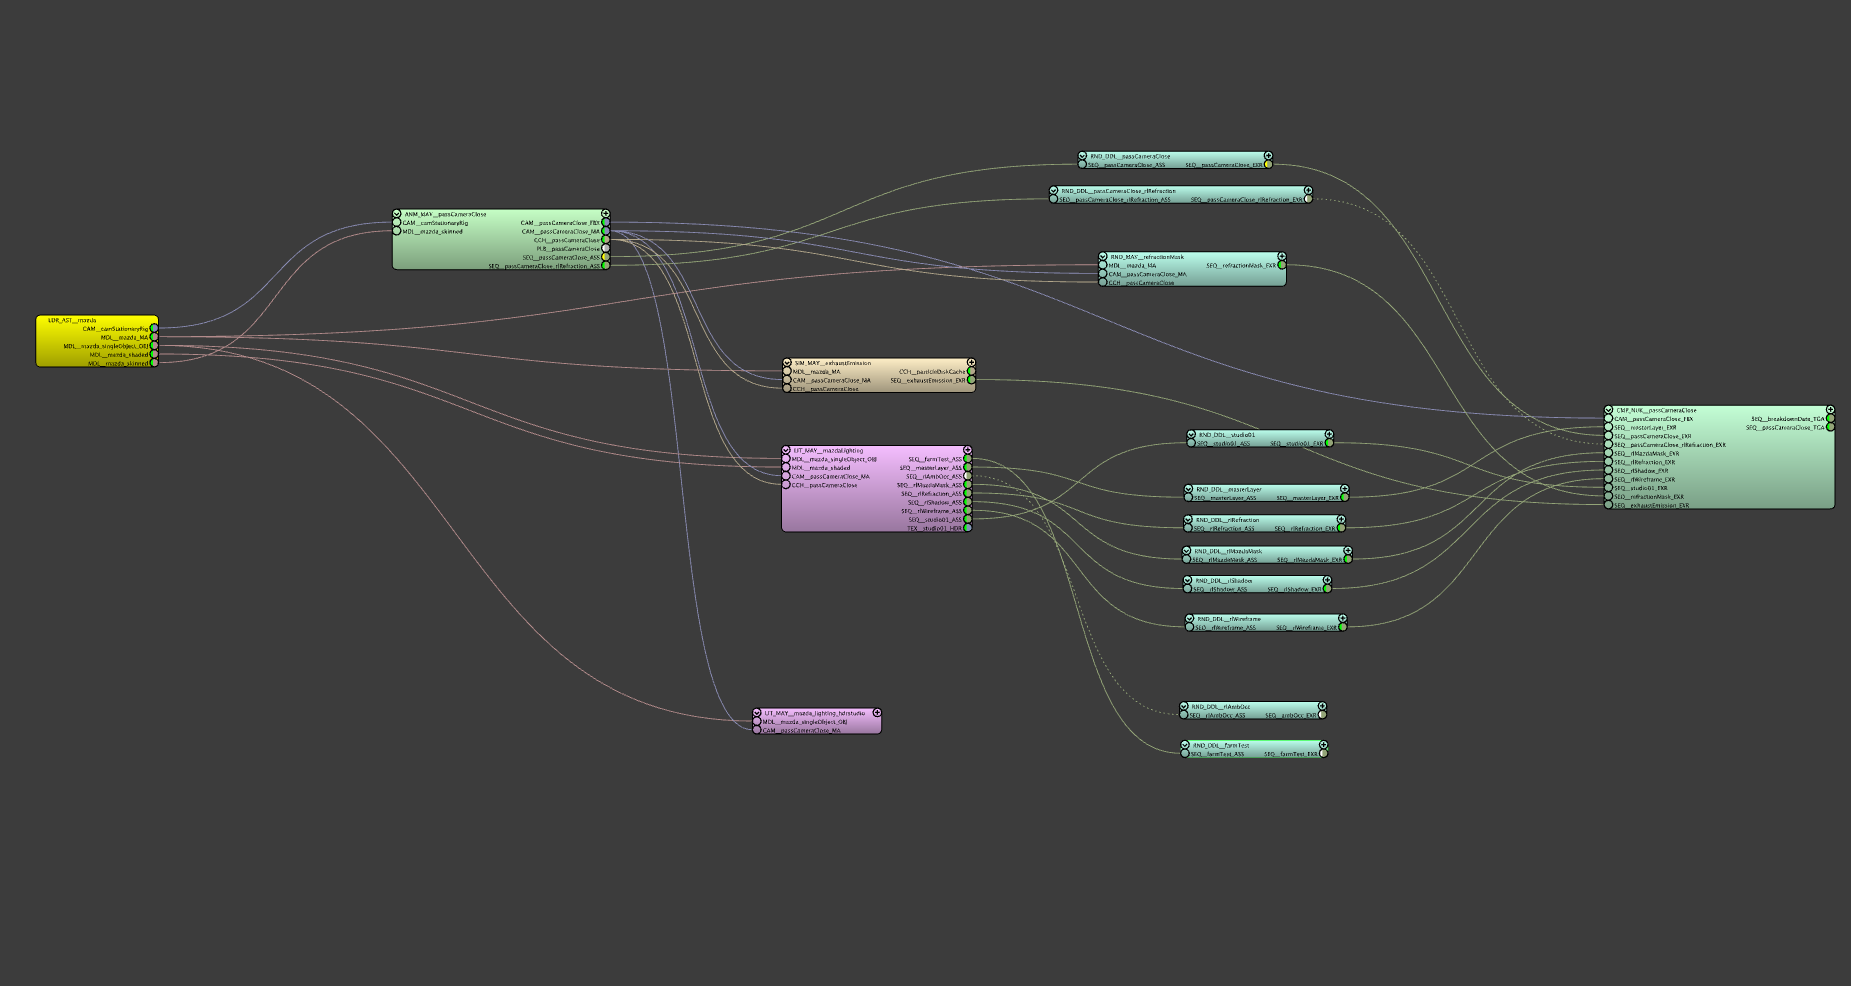 RND_DDL__passCameraClose
SEQ__passCameraClose_ASS SEQ__passCameraClose_EXR
RND_DDL__passCameraClose_rlRefraction
SEQ__passCameraClose_rlRefraction_ASS SEQ__passCameraClose_rlRefraction_EXR
ANM_MAY__passCameraClose
CAM__camStationaryRig CAM__passCameraClose_FBX
MDL__mazda_skinned CAM__passCameraClose_MA
CCH__passCameraClose
PLB__passCameraClose
SEQ__passCameraClose_ASS
SEQ__passCameraClose_rlRefraction_ASS
RND_MAY__refractionMask
MDL__mazda_MA SEQ__refractionMask_EXR
CAM__passCameraClose_MA
CCH__passCameraClose
LDR_AST__mazda
CAM__camStationaryRig
MDL__mazda_MA
MDL__mazda_singleObject_OBJ
MDL__mazda_shaded
MDL__mazda_skinned
SIM_MAY__exhaustEmission
MDL__mazda_MA CCH__particleDiskCache
CAM__passCameraClose_MA SEQ__exhaustEmission_EXR
CCH__passCameraClose
CMP_NUK__passCameraClose
CAM__passCameraClose_FBX SEQ__breakdownData_TGA
SEQ__masterLayer_EXR SEQ__passCameraClose_TGA
SEQ__passCameraClose_EXR
SEQ__passCameraClose_rlRefraction_EXR
SEQ__rlMazdaMask_EXR
SEQ__rlRefraction_EXR
SEQ__rlShadow_EXR
SEQ__rlWireframe_EXR
SEQ__studio01_EXR
SEQ__refractionMask_EXR
SEQ__exhaustEmission_EXR
RND_DDL__studio01
SEQ__studio01_ASS SEQ__studio01_EXR
LIT_MAY__mazdaLighting
MDL__mazda_singleObject_OBJ SEQ__farmTest_ASS
MDL__mazda_shaded SEQ__masterLayer_ASS
CAM__passCameraClose_MA SEQ__rlAmbOcc_ASS
CCH__passCameraClose SEQ__rlMazdaMask_ASS
SEQ__rlRefraction_ASS
SEQ__rlShadow_ASS
SEQ__rlWireframe_ASS
SEQ__studio01_ASS
TEX__studio01_HDR
RND_DDL__masterLayer
SEQ__masterLayer_ASS SEQ__masterLayer_EXR
RND_DDL__rlRefraction
SEQ__rlRefraction_ASS SEQ__rlRefraction_EXR
RND_DDL__rlMazdaMask
SEQ__rlMazdaMask_ASS SEQ__rlMazdaMask_EXR
RND_DDL__rlShadow
SEQ__rlShadow_ASS SEQ__rlShadow_EXR
RND_DDL__rlWireframe
SEQ__rlWireframe_ASS SEQ__rlWireframe_EXR
RND_DDL__rlAmbOcc
SEQ__rlAmbOcc_ASS SEQ__ambOcc_EXR
LIT_MAY__mazda_lighting_hdrstudio
MDL__mazda_singleObject_OBJ
CAM__passCameraClose_MA
RND_DDL__farmTest
SEQ__farmTest_ASS SEQ__farmTest_EXR